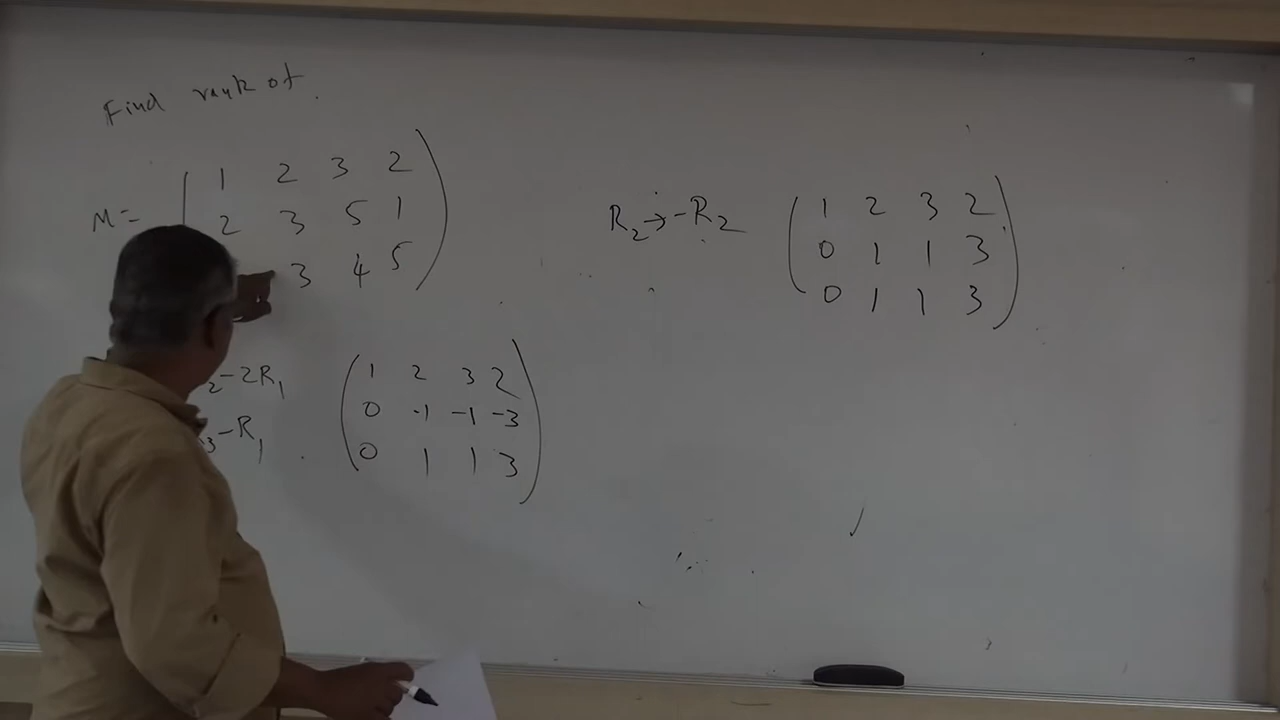 Find rank of
M = ( 1 2 3 2
2 3 5 1
3 4 5 )
2-2R1
3-R1
( 1 2 3 2
0 -1 -1 -3
0 1 1 3 )
R2→-R2
( 1 2 3 2
0 1 1 3
0 1 1 3 )